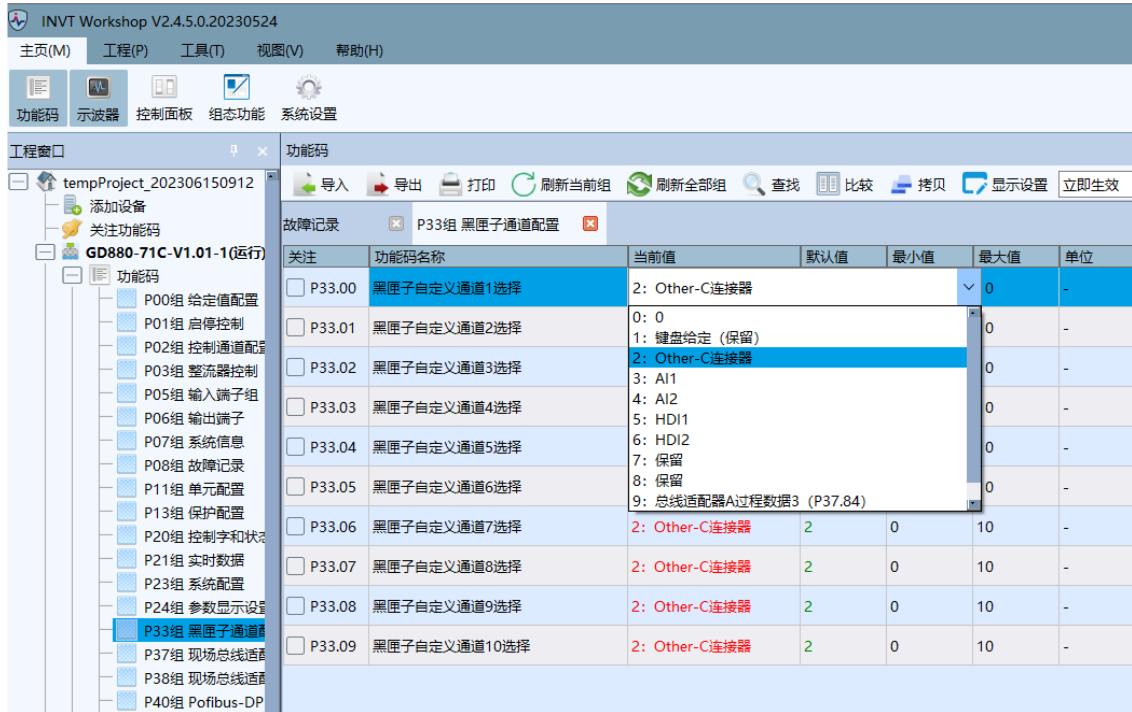 INVT Workshop V2.4.5.0.20230524
主页(M) 工程(P) 工具(T) 视图(V) 帮助(H)
功能码 示波器 控制面板 组态功能 系统设置
工程窗口
tempProject_202306150912
添加设备
关注功能码
GD880-71C-V1.01-1(运行)
功能码
P00组 给定值配置
P01组 启停控制
P02组 控制通道配置
P03组 整流器控制
P05组 输入端子组
P06组 输出端子
P07组 系统信息
P08组 故障记录
P11组 单元配置
P13组 保护配置
P20组 控制字和状态
P21组 实时数据
P23组 系统配置
P24组 参数显示设置
P33组 黑匣子通道配
P37组 现场总线适配
P38组 现场总线适配
P40组 Pofibus-DP
功能码
导入 导出 打印 刷新当前组 刷新全部组 查找 比较 拷贝 显示设置 立即生效
故障记录 P33组 黑匣子通道配置
关注 功能码名称 当前值 默认值 最小值 最大值 单位
P33.00 黑匣子自定义通道1选择 2：Other-C连接器 0 -
P33.01 黑匣子自定义通道2选择 0 -
P33.02 黑匣子自定义通道3选择 0 -
P33.03 黑匣子自定义通道4选择 0 -
P33.04 黑匣子自定义通道5选择 0 -
P33.05 黑匣子自定义通道6选择 0 -
0：0
1：键盘给定（保留）
2：Other-C连接器
3：AI1
4：AI2
5：HDI1
6：HDI2
7：保留
8：保留
9：总线适配器A过程数据3（P37.84）
P33.06 黑匣子自定义通道7选择 2：Other-C连接器 2 0 10 -
P33.07 黑匣子自定义通道8选择 2：Other-C连接器 2 0 10 -
P33.08 黑匣子自定义通道9选择 2：Other-C连接器 2 0 10 -
P33.09 黑匣子自定义通道10选择 2：Other-C连接器 2 0 10 -